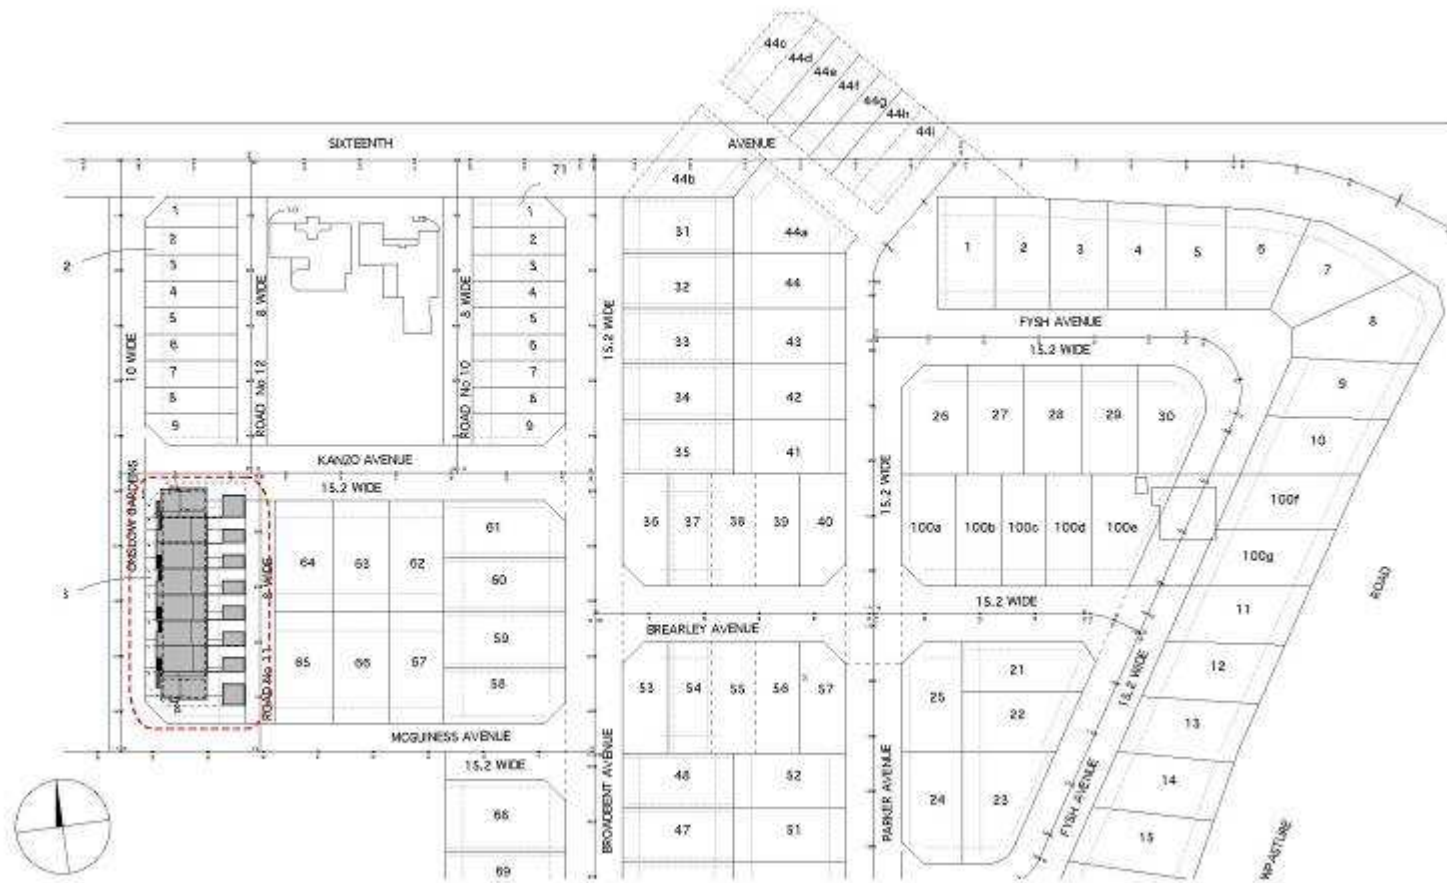 44c
44d
44e
44f
44g
44h
44i
SIXTEENTH AVENUE
71
44b
1
2
3
4
5
6
7
8
9
10 WIDE
8 WIDE
ROAD No 12
8 WIDE
ROAD No 10
1
2
3
4
5
6
7
8
9
15.2 WIDE
31
32
33
34
35
44a
44
43
42
41
1
2
3
4
5
6
7
8
9
10
100f
100g
11
12
13
14
15
FYSH AVENUE
15.2 WIDE
26
27
28
29
30
15.2 WIDE
100a
100b
100c
100d
100e
KANZO AVENUE
15.2 WIDE
ONSLOW GARDENS
8 WIDE
ROAD No 11
64
63
62
61
60
59
58
65
66
67
36
37
38
39
40
15.2 WIDE
BREARLEY AVENUE
53
54
55
56
57
48
52
47
51
MCGUINESS AVENUE
15.2 WIDE
68
69
BROADBENT AVENUE
PARKER AVENUE
25
21
22
24
23
15.2 WIDE
FYSH AVENUE
ROAD